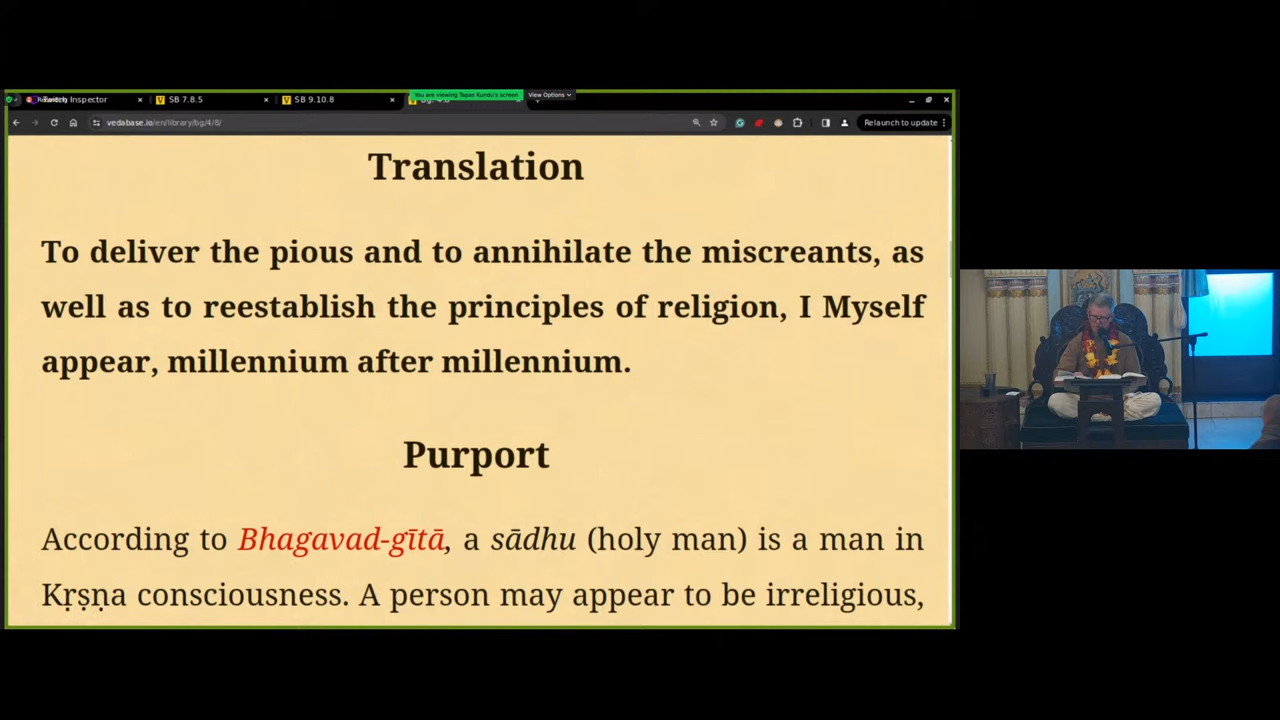 Twitch Inspector
SB 7.8.5
SB 9.10.8
You are viewing Tapas Kundu's screen
View Options
vedabase.io/en/library/bg/4/8/
Relaunch to update
Translation
To deliver the pious and to annihilate the miscreants, as
well as to reestablish the principles of religion, I Myself
appear, millennium after millennium.
Purport
According to Bhagavad-gītā, a sādhu (holy man) is a man in
Kṛṣṇa consciousness. A person may appear to be irreligious,